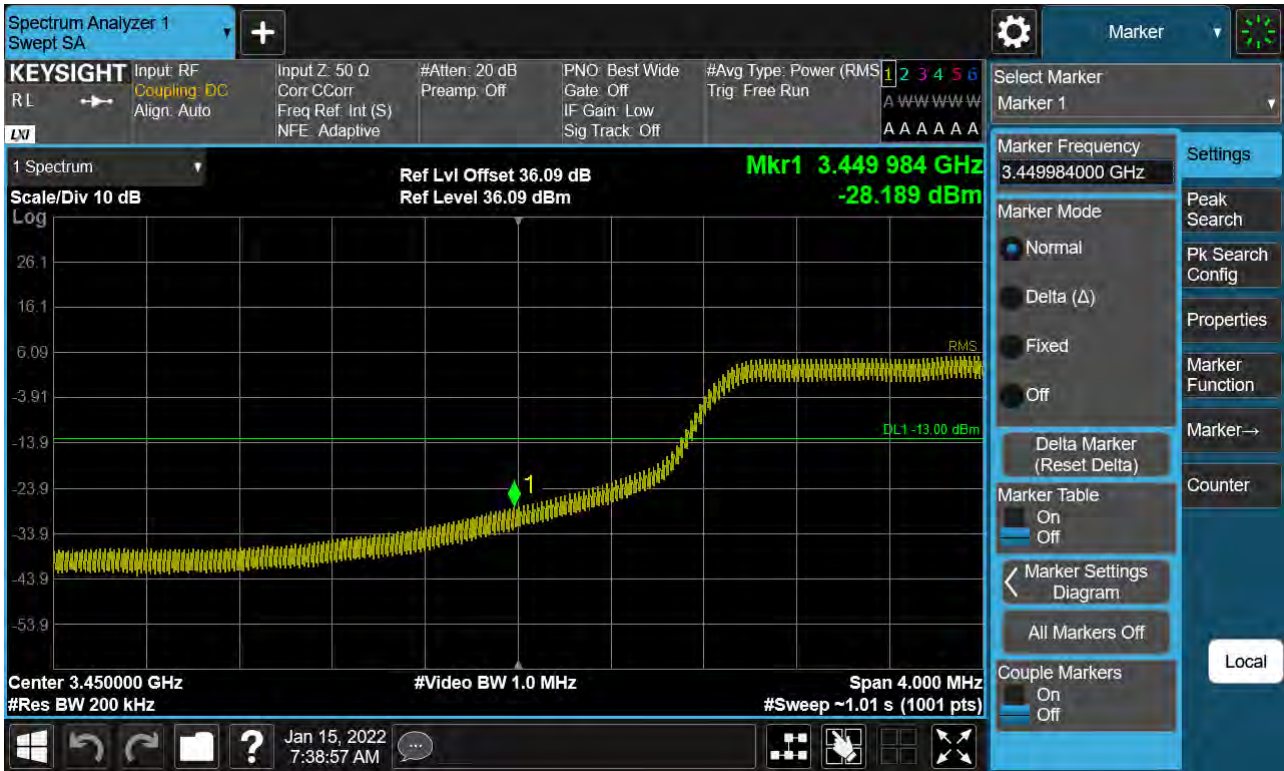 Spectrum Analyzer 1
Swept SA
+
Marker
KEYSIGHT
RL
LXI
Input: RF
Coupling: DC
Align: Auto
Input Z: 50 Ω
Corr CCorr
Freq Ref: Int (S)
NFE: Adaptive
#Atten: 20 dB
Preamp: Off
PNO: Best Wide
Gate: Off
IF Gain: Low
Sig Track: Off
#Avg Type: Power (RMS
Trig: Free Run
1 2 3 4 5 6
A W W W W W
A A A A A A
Select Marker
Marker 1
1 Spectrum
Scale/Div 10 dB
Log
Ref Lvl Offset 36.09 dB
Ref Level 36.09 dBm
Mkr1 3.449 984 GHz
-28.189 dBm
26.1
16.1
6.09
-3.91
-13.9
-23.9
-33.9
-43.9
-53.9
RMS
DL1 -13.00 dBm
1
Center 3.450000 GHz
#Res BW 200 kHz
#Video BW 1.0 MHz
Span 4.000 MHz
#Sweep ~1.01 s (1001 pts)
Marker Frequency
3.449984000 GHz
Marker Mode
Normal
Delta (Δ)
Fixed
Off
Delta Marker
(Reset Delta)
Marker Table
On
Off
Marker Settings
Diagram
All Markers Off
Couple Markers
On
Off
Settings
Peak
Search
Pk Search
Config
Properties
Marker
Function
Marker→
Counter
Local
?
Jan 15, 2022
7:38:57 AM